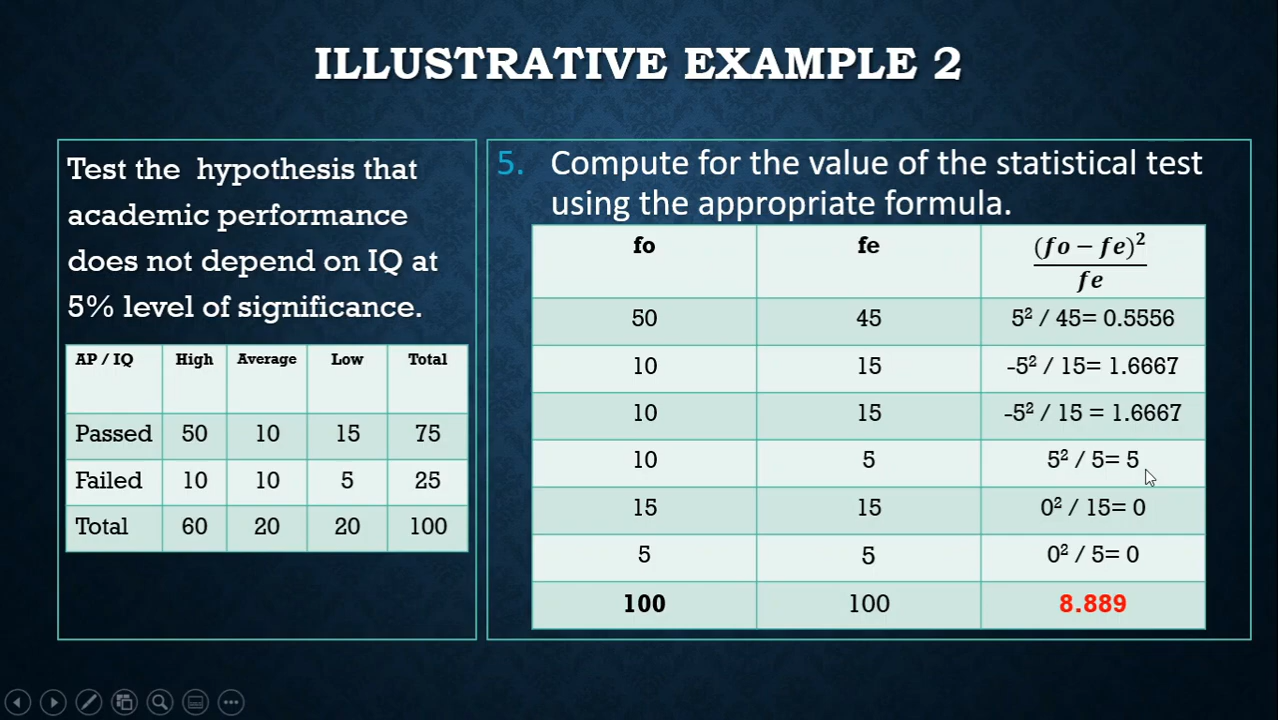 ILLUSTRATIVE EXAMPLE 2
Test the hypothesis that
academic performance
does not depend on IQ at
5% level of significance.
AP / IQ High Average Low Total
Passed 50 10 15 75
Failed 10 10 5 25
Total 60 20 20 100
5. Compute for the value of the statistical test
using the appropriate formula.
fo fe (fo − fe)² / fe
50 45 5² / 45= 0.5556
10 15 -5² / 15= 1.6667
10 15 -5² / 15 = 1.6667
10 5 5² / 5= 5
15 15 0² / 15= 0
5 5 0² / 5= 0
100 100 8.889